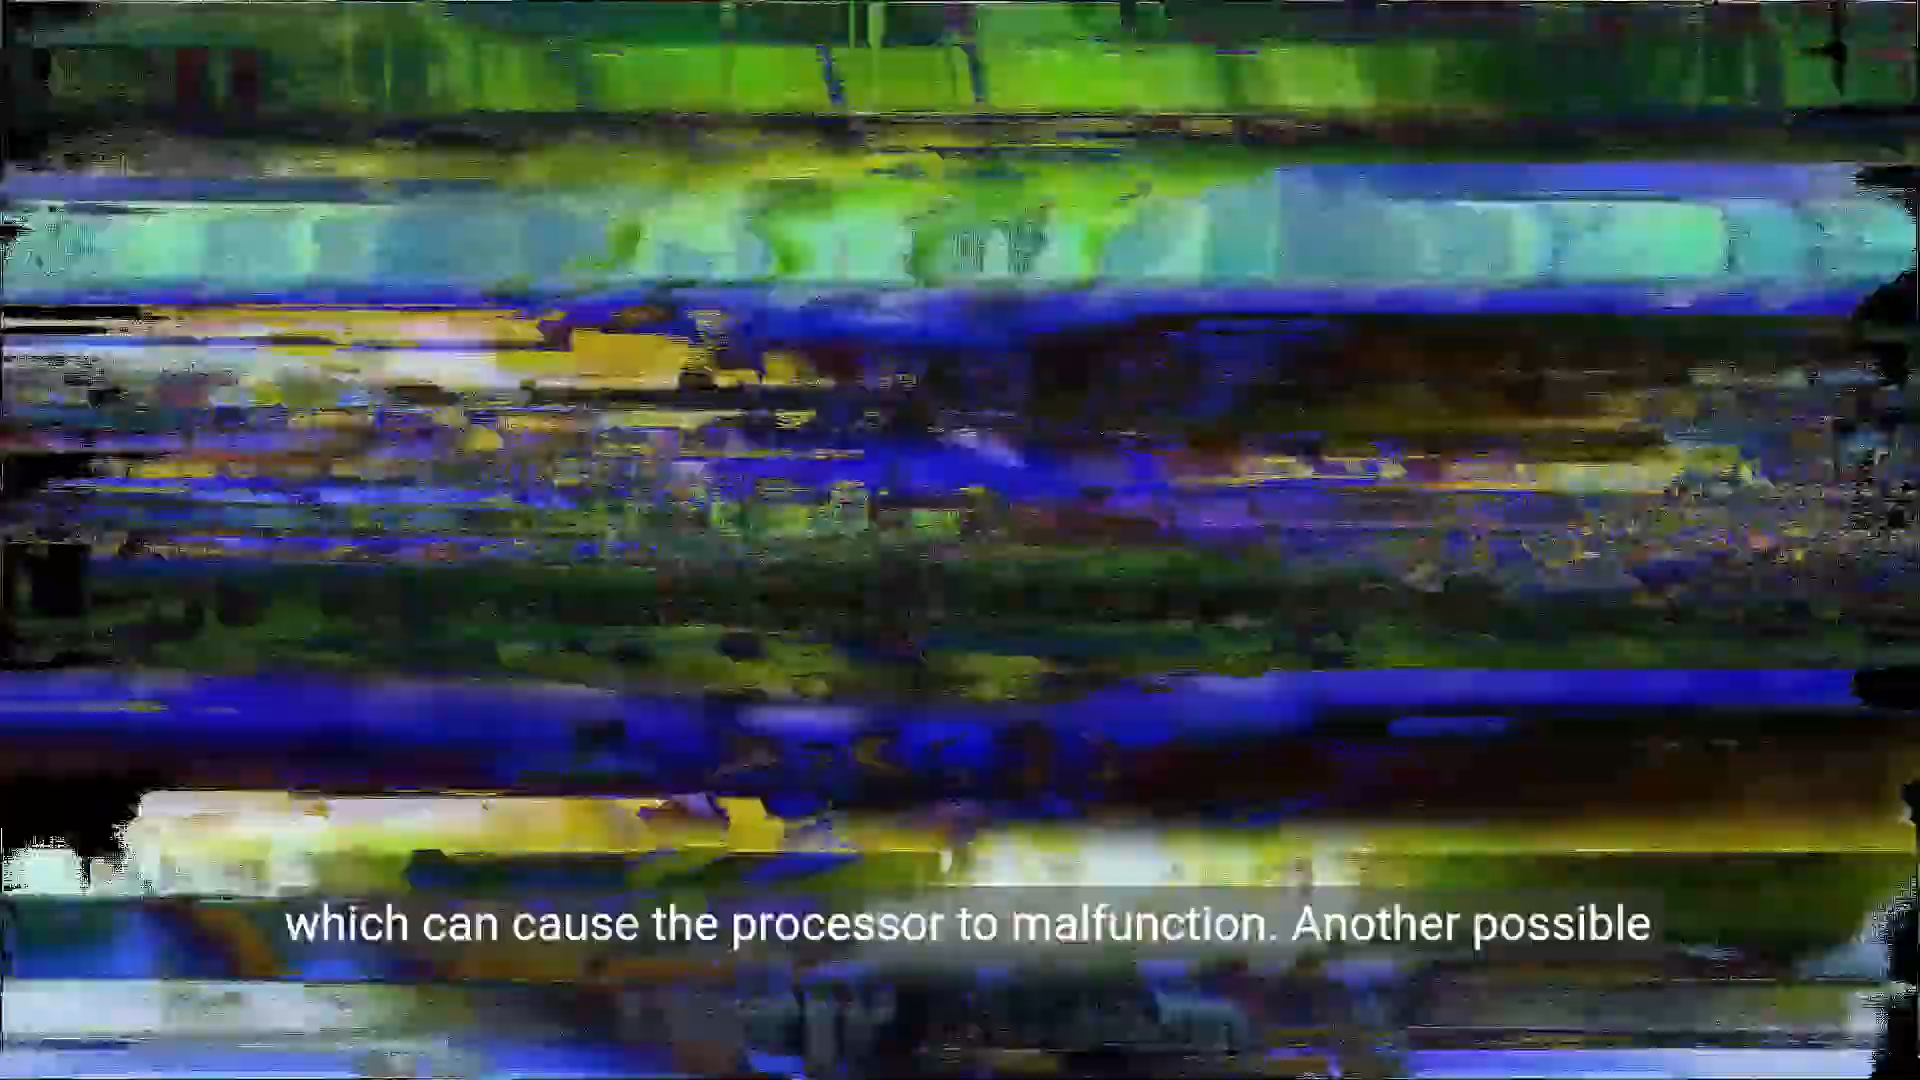 which can cause the processor to malfunction. Another possible